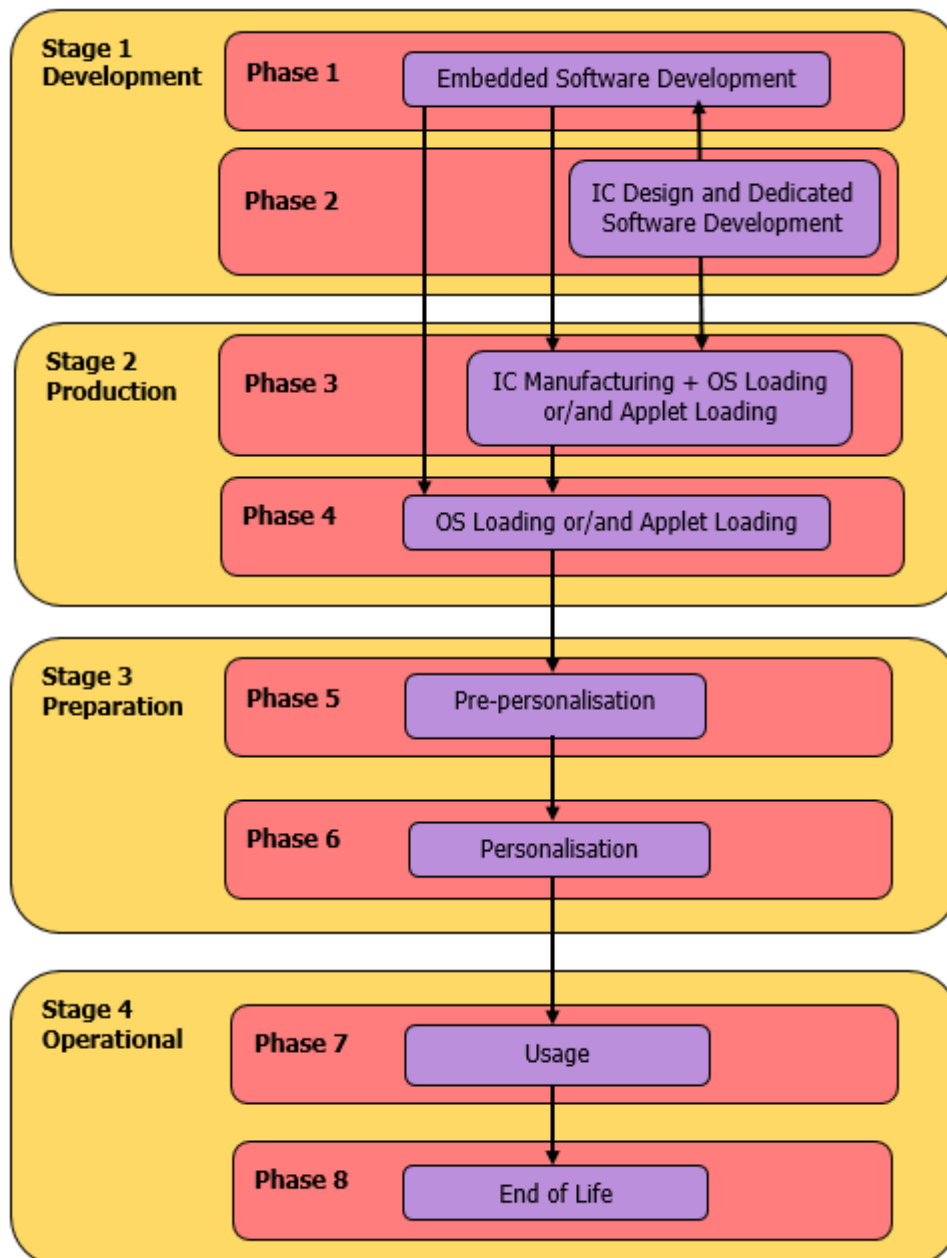 Stage 1
Development
Phase 1
Embedded Software Development
Phase 2
IC Design and Dedicated
Software Development
Stage 2
Production
Phase 3
IC Manufacturing + OS Loading
or/and Applet Loading
Phase 4
OS Loading or/and Applet Loading
Stage 3
Preparation
Phase 5
Pre-personalisation
Phase 6
Personalisation
Stage 4
Operational
Phase 7
Usage
Phase 8
End of Life